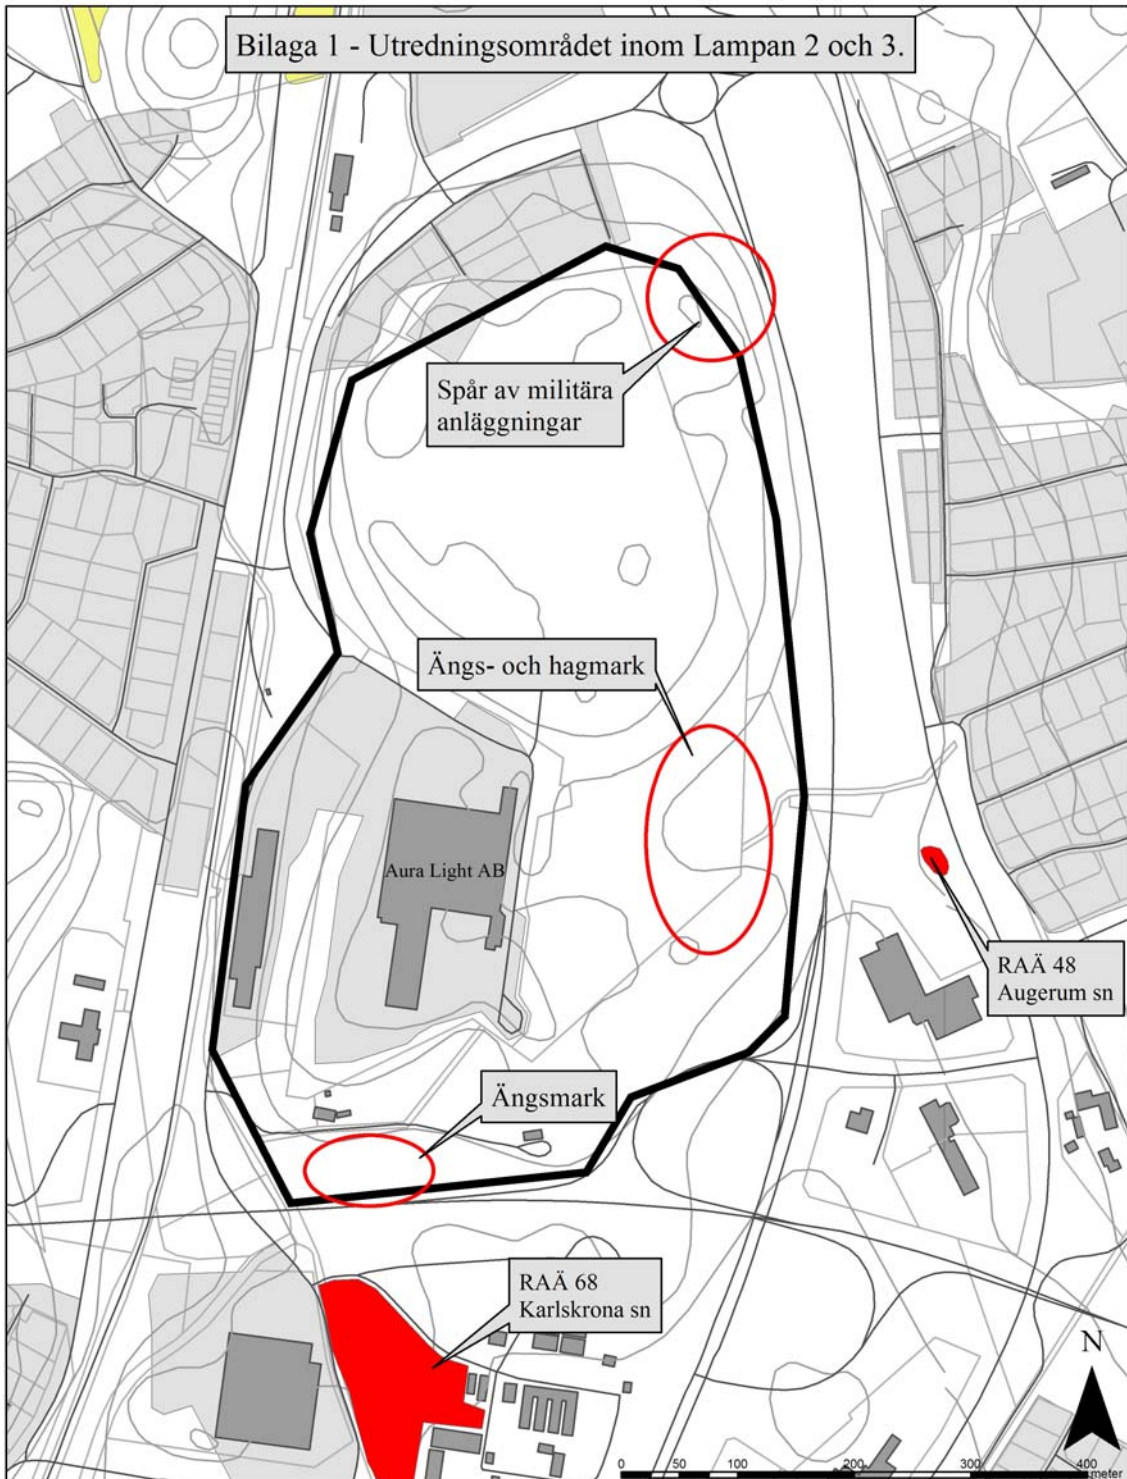 Bilaga 1 - Utredningsområdet inom Lampan 2 och 3.
Spår av militära
anläggningar
Ängs- och hagmark
Aura Light AB
RAÄ 48
Augerum sn
Ängsmark
RAÄ 68
Karlskrona sn
N
0 50 100 200 300 400
meter